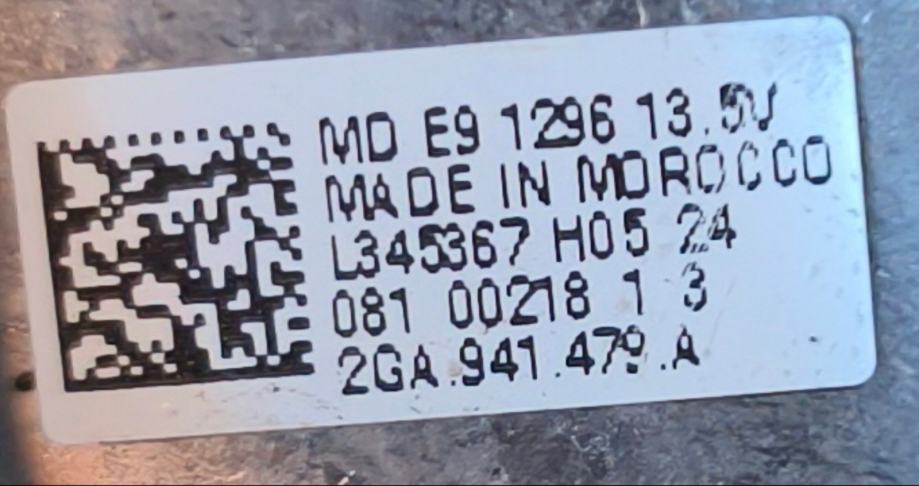 MD E9 1296 13.5V
MADE IN MOROCCO
L345367 H05 24
081 00218 1 3
2GA.941.479.A